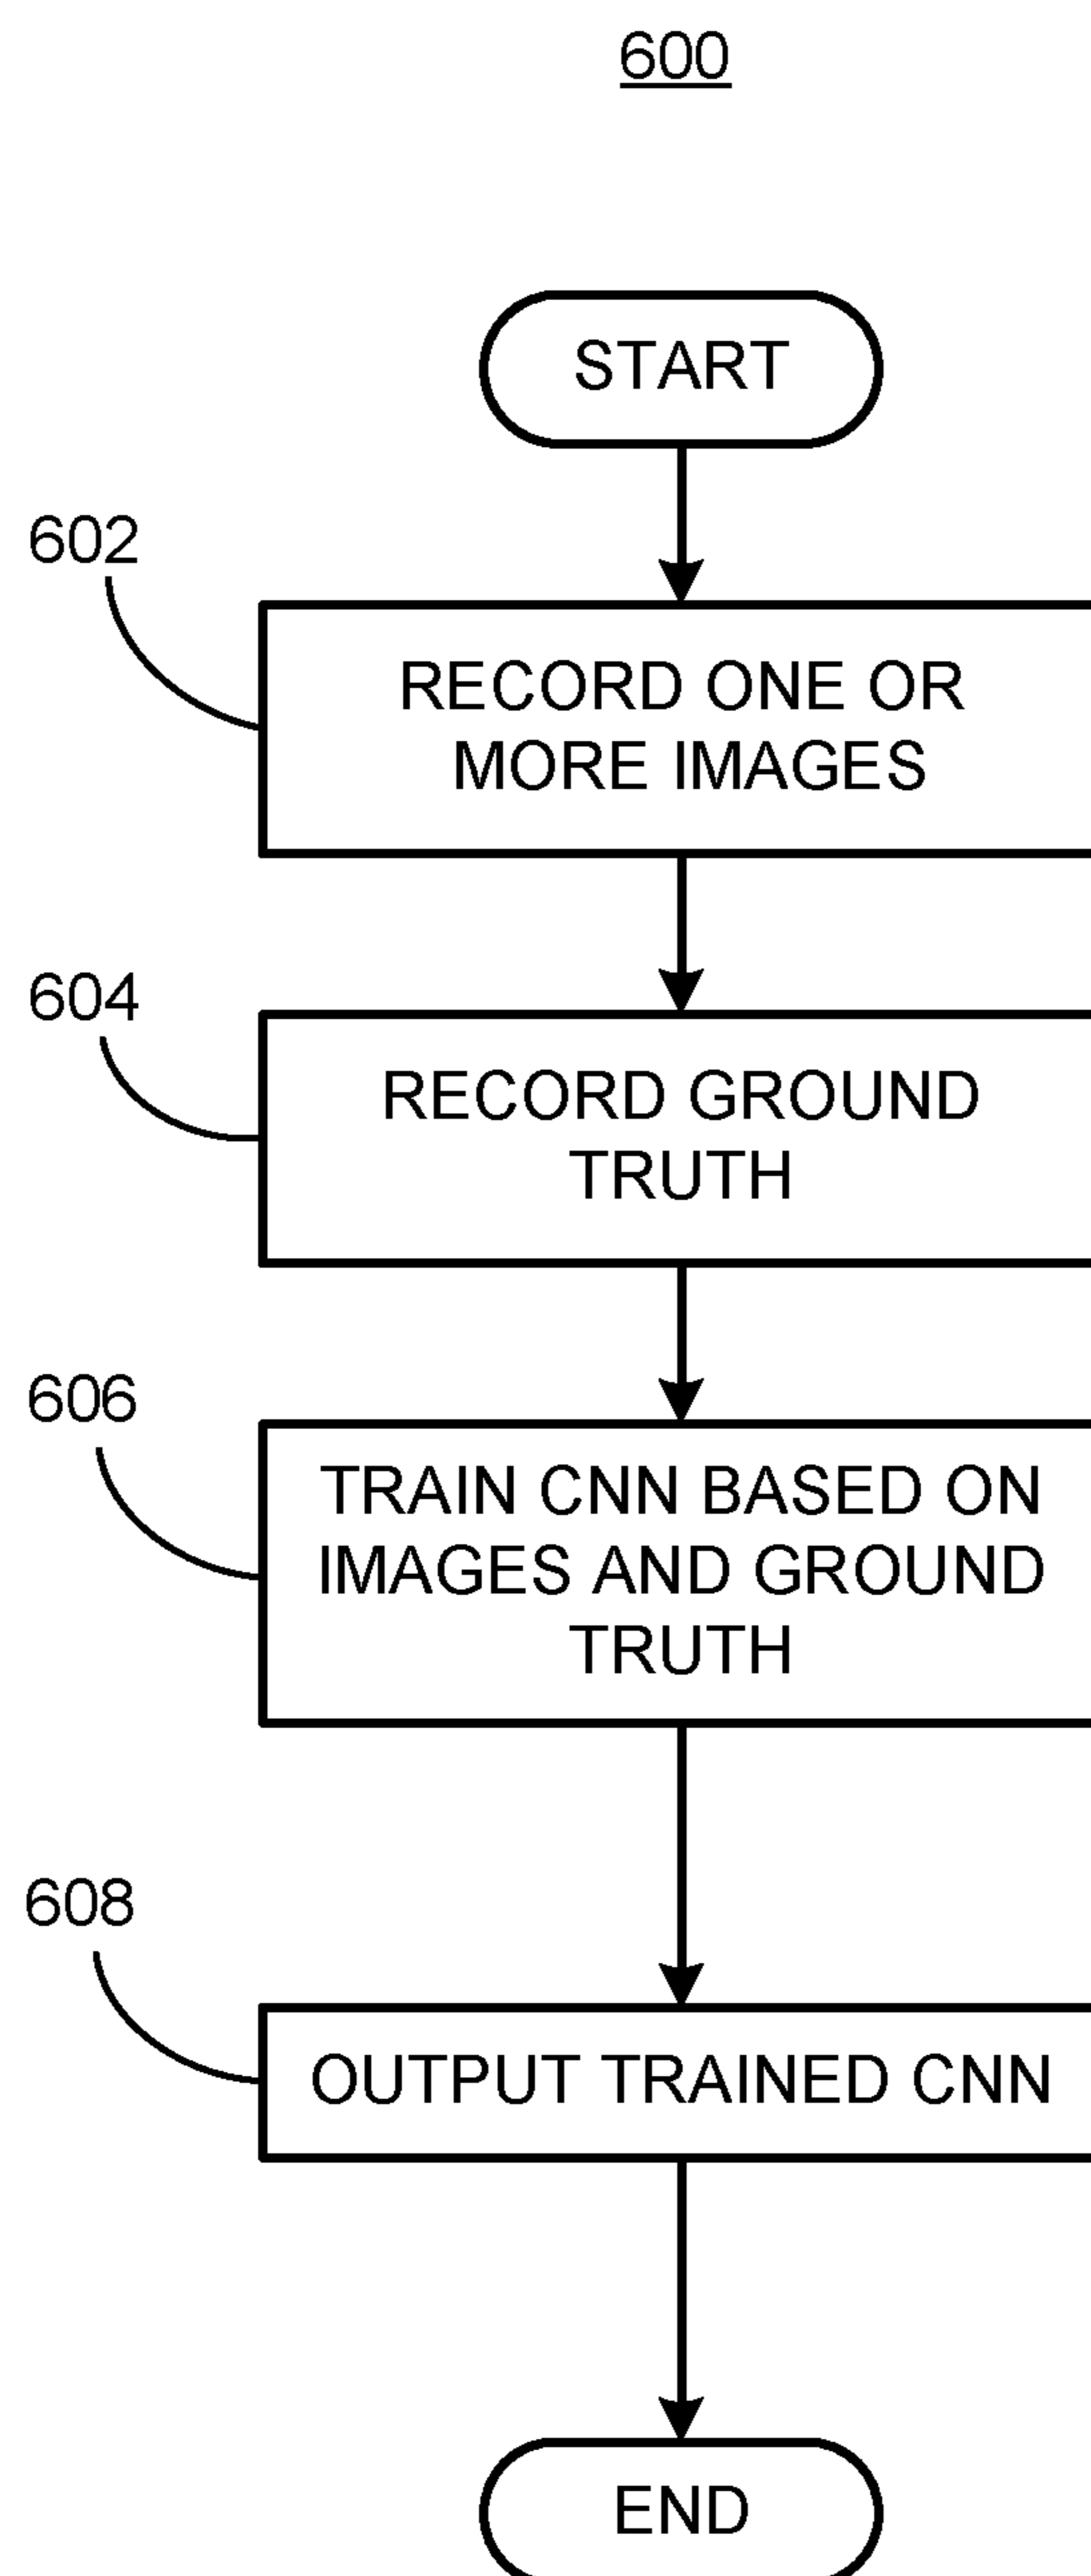 600
START
602
RECORD ONE OR
MORE IMAGES
604
RECORD GROUND
TRUTH
606
TRAIN CNN BASED ON
IMAGES AND GROUND
TRUTH
608
OUTPUT TRAINED CNN
END